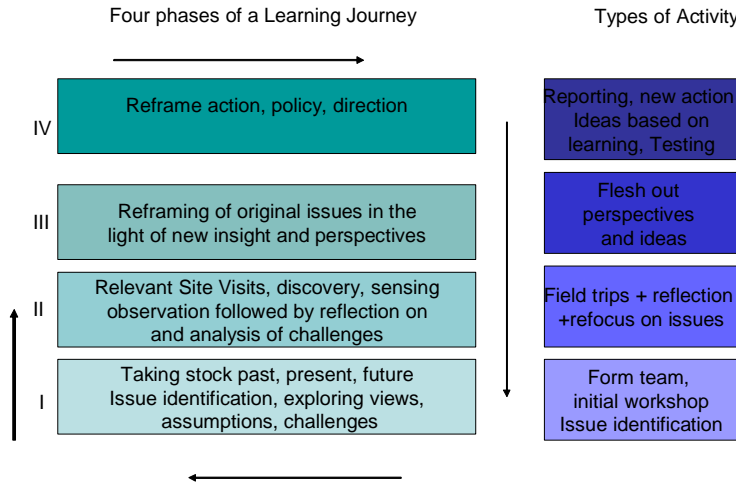 Four phases of a Learning Journey
Types of Activity
IV
Reframe action, policy, direction
Reporting, new action
Ideas based on
learning, Testing
III
Reframing of original issues in the
light of new insight and perspectives
Flesh out
perspectives
and ideas
II
Relevant Site Visits, discovery, sensing
observation followed by reflection on
and analysis of challenges
Field trips + reflection
+refocus on issues
I
Taking stock past, present, future
Issue identification, exploring views,
assumptions, challenges
Form team,
initial workshop
Issue identification